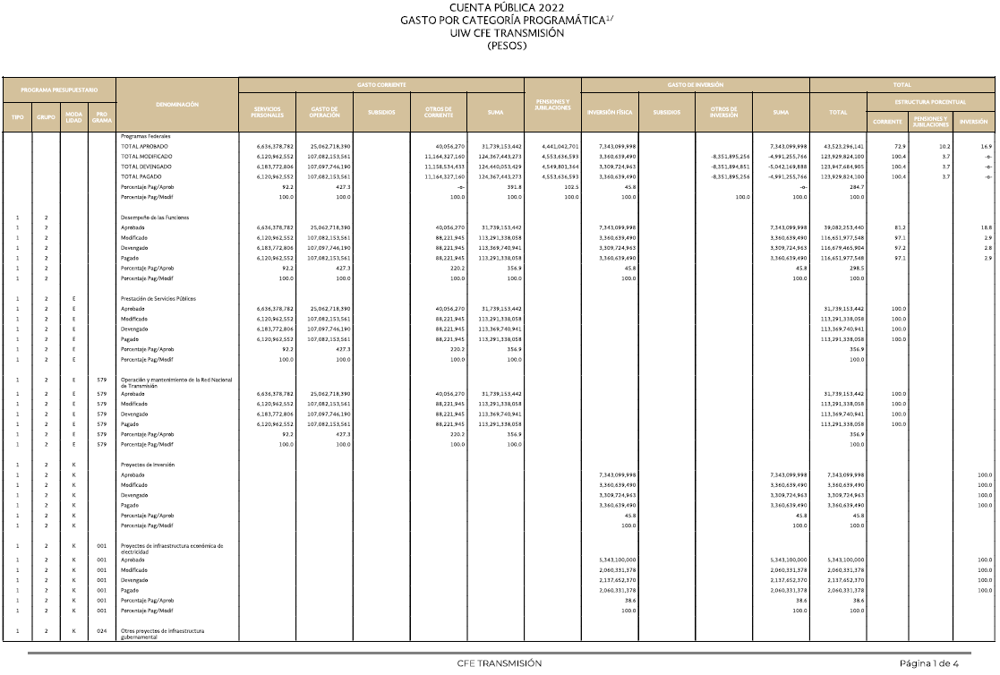 CUENTA PÚBLICA 2022
GASTO POR CATEGORÍA PROGRAMÁTICA1/
UIW CFE TRANSMISIÓN
(PESOS)
PROGRAMA PRESUPUESTARIO DENOMINACIÓN GASTO CORRIENTE PENSIONES Y JUBILACIONES GASTO DE INVERSIÓN TOTAL
TIPO GRUPO MODA LIDAD PRO GRAMA SERVICIOS PERSONALES GASTO DE OPERACIÓN SUBSIDIOS OTROS DE CORRIENTE SUMA INVERSIÓN FÍSICA SUBSIDIOS OTROS DE INVERSIÓN SUMA TOTAL ESTRUCTURA PORCENTUAL
CORRIENTE PENSIONES Y JUBILACIONES INVERSIÓN
Programas Federales
TOTAL APROBADO 6,636,378,782 25,062,718,390 40,056,270 31,739,153,442 4,441,042,701 7,343,099,998 7,343,099,998 43,523,296,141 72.9 10.2 16.9
TOTAL MODIFICADO 6,120,962,552 107,082,153,561 11,164,327,160 124,367,443,273 4,553,636,593 3,360,639,490 -8,351,895,256 -4,991,255,766 123,929,824,100 100.4 3.7 -o-
TOTAL DEVENGADO 6,183,772,806 107,097,746,190 11,158,534,433 124,440,053,429 4,549,801,364 3,309,724,963 -8,351,894,851 -5,042,169,888 123,947,684,905 100.4 3.7 -o-
TOTAL PAGADO 6,120,962,552 107,082,153,561 11,164,327,160 124,367,443,273 4,553,636,593 3,360,639,490 -8,351,895,256 -4,991,255,766 123,929,824,100 100.4 3.7 -o-
Porcentaje Pag/Aprob 92.2 427.3 -o- 391.8 102.5 45.8 -o- 284.7
Porcentaje Pag/Modif 100.0 100.0 100.0 100.0 100.0 100.0 100.0 100.0 100.0
1 2 Desempeño de las Funciones
1 2 Aprobado 6,636,378,782 25,062,718,390 40,056,270 31,739,153,442 7,343,099,998 7,343,099,998 39,082,253,440 81.2 18.8
1 2 Modificado 6,120,962,552 107,082,153,561 88,221,945 113,291,338,058 3,360,639,490 3,360,639,490 116,651,977,548 97.1 2.9
1 2 Devengado 6,183,772,806 107,097,746,190 88,221,945 113,369,740,941 3,309,724,963 3,309,724,963 116,679,465,904 97.2 2.8
1 2 Pagado 6,120,962,552 107,082,153,561 88,221,945 113,291,338,058 3,360,639,490 3,360,639,490 116,651,977,548 97.1 2.9
1 2 Porcentaje Pag/Aprob 92.2 427.3 220.2 356.9 45.8 45.8 298.5
1 2 Porcentaje Pag/Modif 100.0 100.0 100.0 100.0 100.0 100.0 100.0
1 2 E Prestación de Servicios Públicos
1 2 E Aprobado 6,636,378,782 25,062,718,390 40,056,270 31,739,153,442 31,739,153,442 100.0
1 2 E Modificado 6,120,962,552 107,082,153,561 88,221,945 113,291,338,058 113,291,338,058 100.0
1 2 E Devengado 6,183,772,806 107,097,746,190 88,221,945 113,369,740,941 113,369,740,941 100.0
1 2 E Pagado 6,120,962,552 107,082,153,561 88,221,945 113,291,338,058 113,291,338,058 100.0
1 2 E Porcentaje Pag/Aprob 92.2 427.3 220.2 356.9 356.9
1 2 E Porcentaje Pag/Modif 100.0 100.0 100.0 100.0 100.0
1 2 E 579 Operación y mantenimiento de la Red Nacional
de Transmisión
1 2 E 579 Aprobado 6,636,378,782 25,062,718,390 40,056,270 31,739,153,442 31,739,153,442 100.0
1 2 E 579 Modificado 6,120,962,552 107,082,153,561 88,221,945 113,291,338,058 113,291,338,058 100.0
1 2 E 579 Devengado 6,183,772,806 107,097,746,190 88,221,945 113,369,740,941 113,369,740,941 100.0
1 2 E 579 Pagado 6,120,962,552 107,082,153,561 88,221,945 113,291,338,058 113,291,338,058 100.0
1 2 E 579 Porcentaje Pag/Aprob 92.2 427.3 220.2 356.9 356.9
1 2 E 579 Porcentaje Pag/Modif 100.0 100.0 100.0 100.0 100.0
1 2 K Proyectos de Inversión
1 2 K Aprobado 7,343,099,998 7,343,099,998 7,343,099,998 100.0
1 2 K Modificado 3,360,639,490 3,360,639,490 3,360,639,490 100.0
1 2 K Devengado 3,309,724,963 3,309,724,963 3,309,724,963 100.0
1 2 K Pagado 3,360,639,490 3,360,639,490 3,360,639,490 100.0
1 2 K Porcentaje Pag/Aprob 45.8 45.8 45.8
1 2 K Porcentaje Pag/Modif 100.0 100.0 100.0
1 2 K 001 Proyectos de infraestructura económica de
electricidad
1 2 K 001 Aprobado 5,343,100,000 5,343,100,000 5,343,100,000 100.0
1 2 K 001 Modificado 2,060,331,378 2,060,331,378 2,060,331,378 100.0
1 2 K 001 Devengado 2,137,652,370 2,137,652,370 2,137,652,370 100.0
1 2 K 001 Pagado 2,060,331,378 2,060,331,378 2,060,331,378 100.0
1 2 K 001 Porcentaje Pag/Aprob 38.6 38.6 38.6
1 2 K 001 Porcentaje Pag/Modif 100.0 100.0 100.0
1 2 K 024 Otros proyectos de infraestructura
gubernamental
CFE TRANSMISIÓN Página 1 de 4